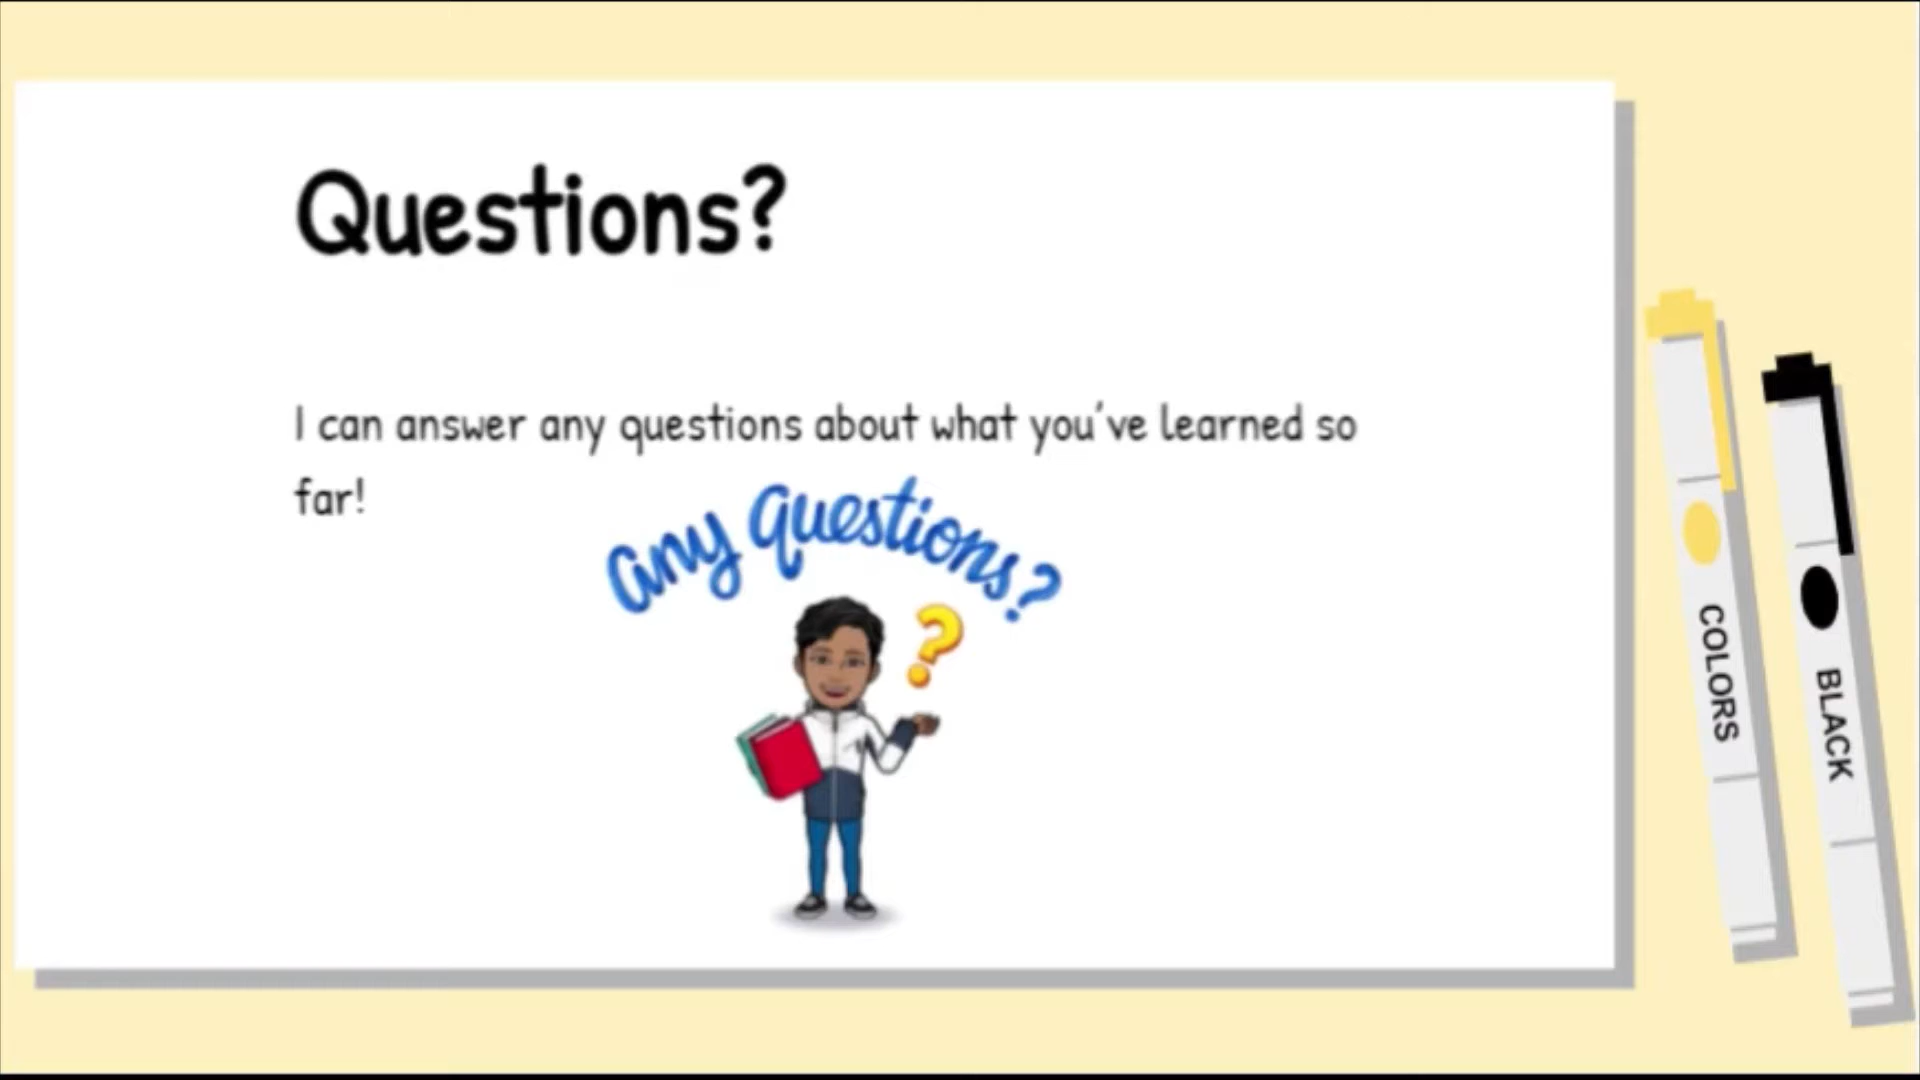 Questions?
I can answer any questions about what you've learned so
far!
any questions?
?
COLORS
BLACK